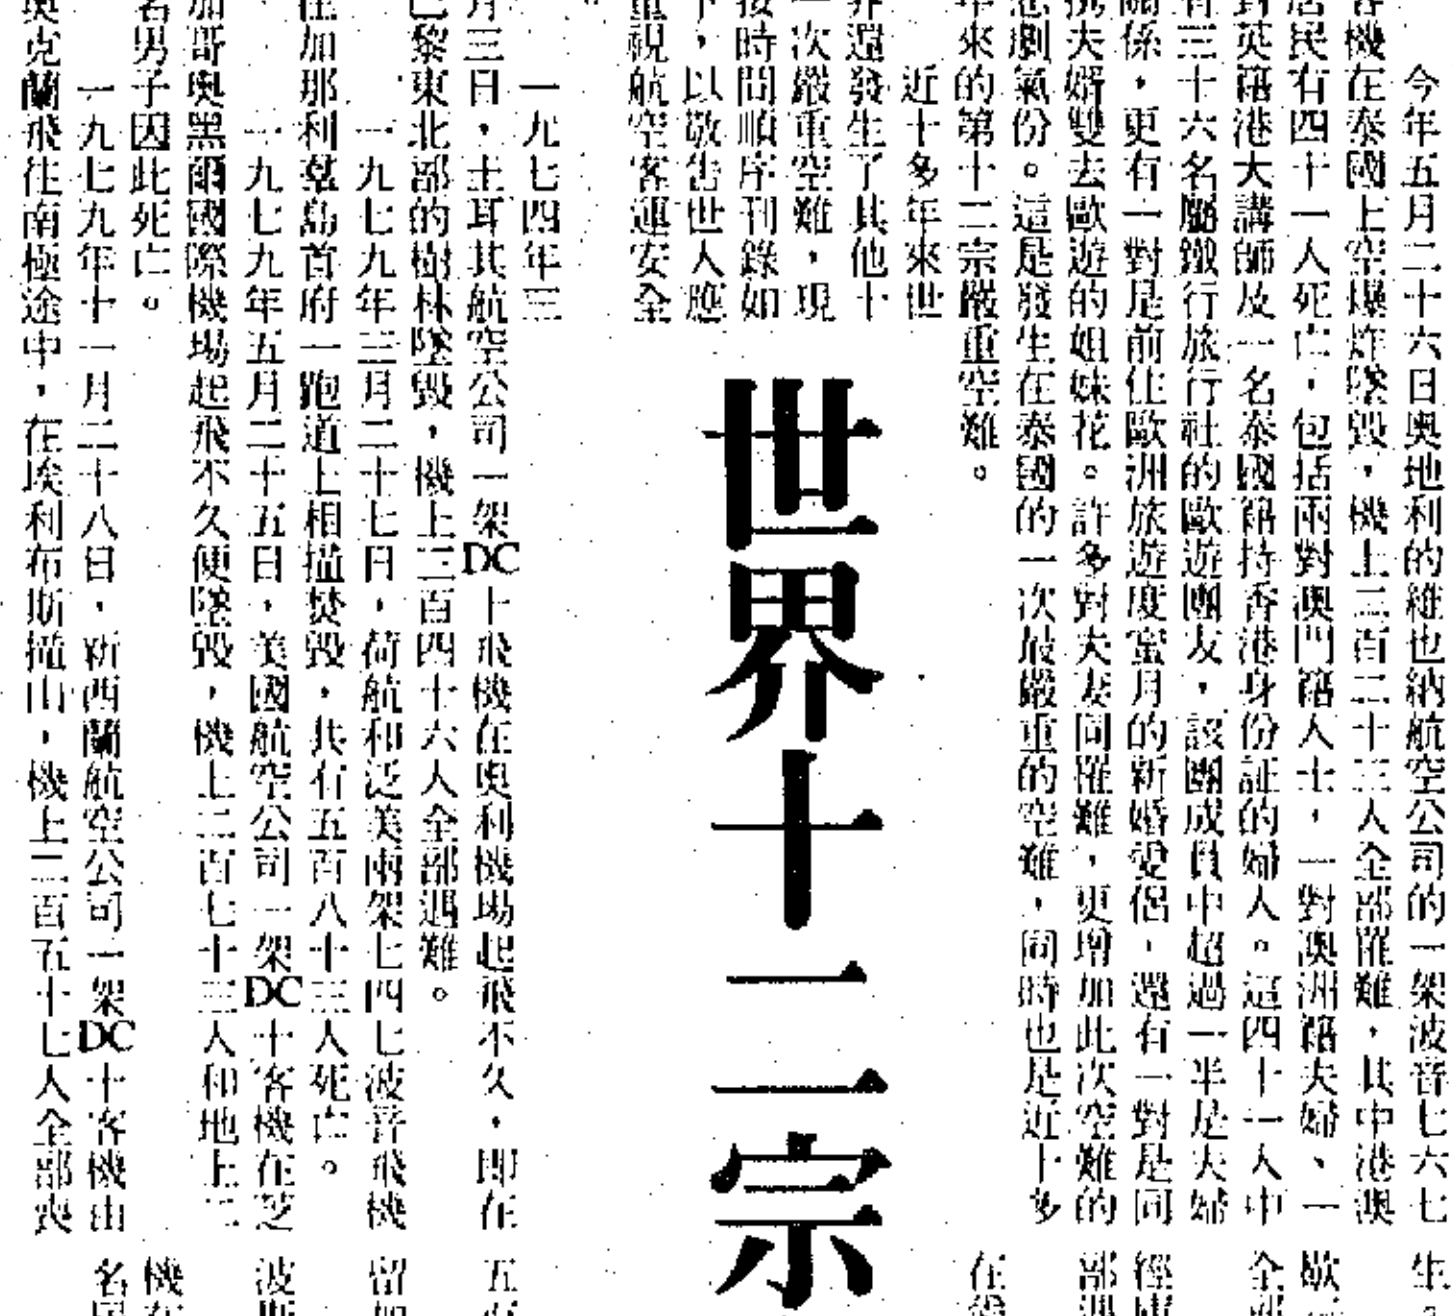 今年五月二十六日奧地利的維也納航空公司的一架波音七六七
客機在泰國上空爆炸墜毀，機上二百二十三人全部罹難，其中港澳
居民有四十一人死亡，包括兩對澳門籍人士，一對澳洲籍夫婦、一
對英籍港大講師及一名泰國籍持香港身份証的婦人。這四十一人中
有三十六名屬鐵行旅行社的歐遊團友，該團成員中超過一半是夫婦
關係，更有一對是前往歐洲旅遊度蜜月的新婚愛侶，還有一對是同
携夫婿雙去歐遊的姐妹花。許多對夫妻同罹難，更增加此次空難的
悲劇氣份。這是發生在泰國的一次最嚴重的空難，同時也是近十多
年來的第十二宗嚴重空難。
近十多年來世
界還發生了其他十
一次嚴重空難，現
按時間順序刊錄如
下，以敬告世人應
重視航空客運安全
。
世界十二宗
一九七四年三
月三日，土耳其航空公司一架DC十飛機在奧利機場起飛不久，即在
巴黎東北部的樹林墜毀，機上三百四十六人全部遇難。
一九七九年三月二十七日，荷航和泛美兩架七四七波音飛機
在加那利羣島首府一跑道上相撞焚毀，共有五百八十三人死亡。
一九七九年五月二十五日，美國航空公司一架DC十客機在芝
加哥奧黑爾國際機場起飛不久便墜毀，機上二百七十三人和地上二
名男子因此死亡。
一九七九年十一月二十八日，新西蘭航空公司一架DC十客機由
奧克蘭飛往南極途中，在埃利布斯撞山，機上二百五十七人全部喪
生
歇
全
經
部
在
五
留
波
機在
名居